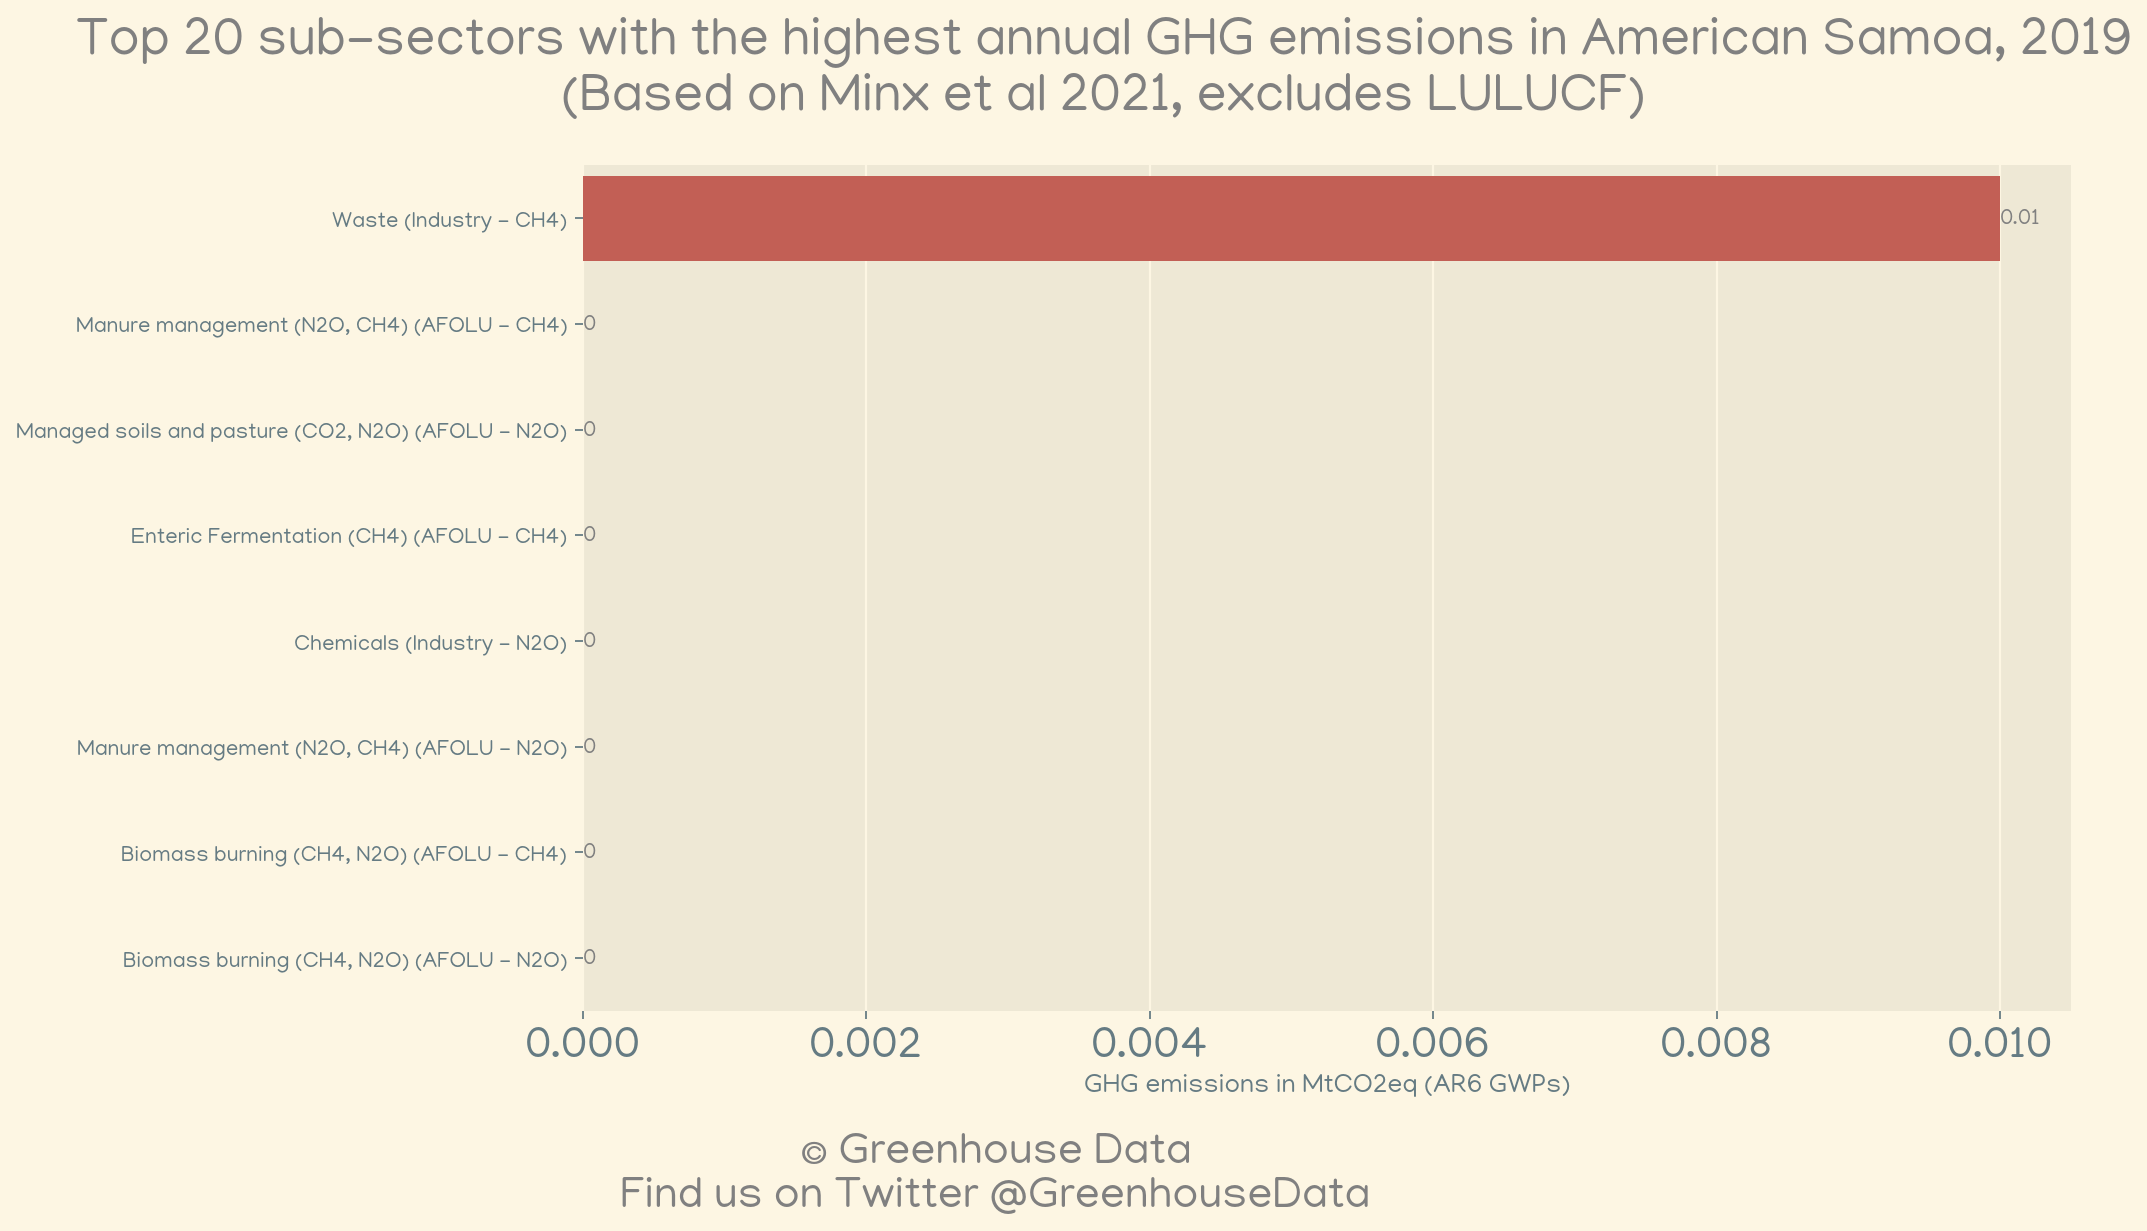 Top 20 sub-sectors with the highest annual GHG emissions in American Samoa, 2019
(Based on Minx et al 2021, excludes LULUCF)
Waste (Industry - CH4)
0.01
Manure management (N2O, CH4) (AFOLU - CH4)
0
Managed soils and pasture (CO2, N2O) (AFOLU - N2O)
0
Enteric Fermentation (CH4) (AFOLU - CH4)
0
Chemicals (Industry - N2O)
0
Manure management (N2O, CH4) (AFOLU - N2O)
0
Biomass burning (CH4, N2O) (AFOLU - CH4)
0
Biomass burning (CH4, N2O) (AFOLU - N2O)
0
0.000 0.002 0.004 0.006 0.008 0.010
GHG emissions in MtCO2eq (AR6 GWPs)
© Greenhouse Data
Find us on Twitter @GreenhouseData